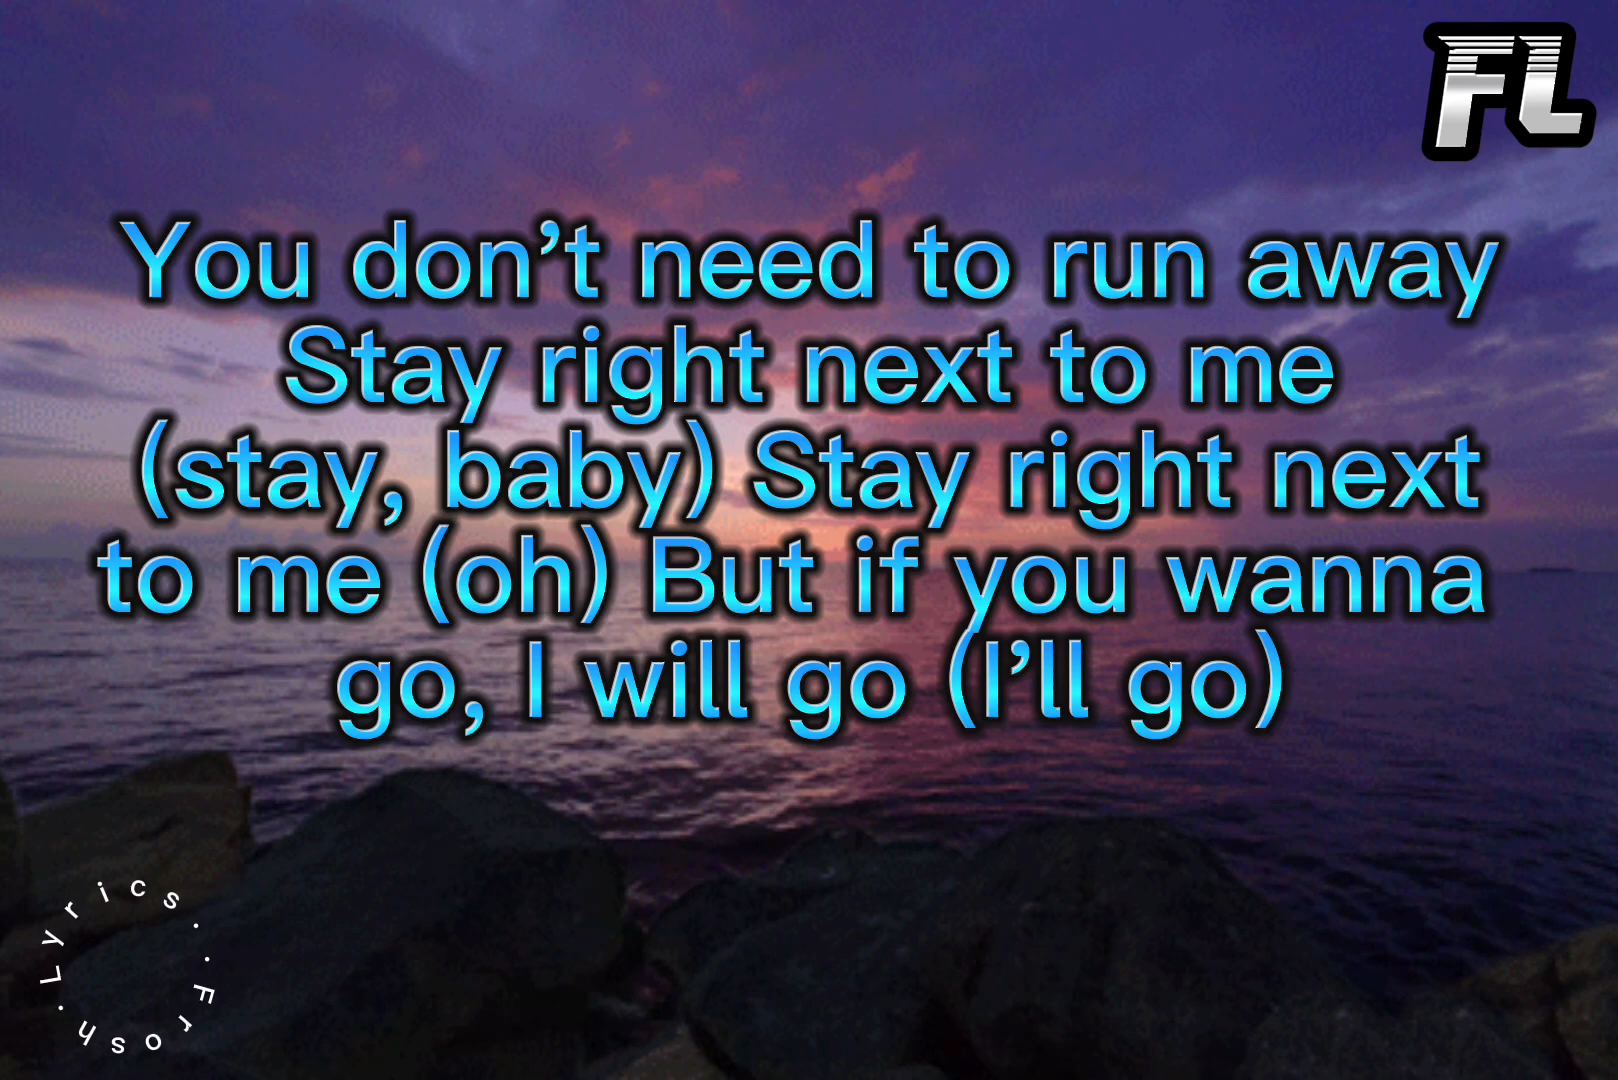 FL
You don’t need to run away
Stay right next to me
(stay, baby) Stay right next
to me (oh) But if you wanna
go, I will go (I’ll go)
Lyrics..Frosh.